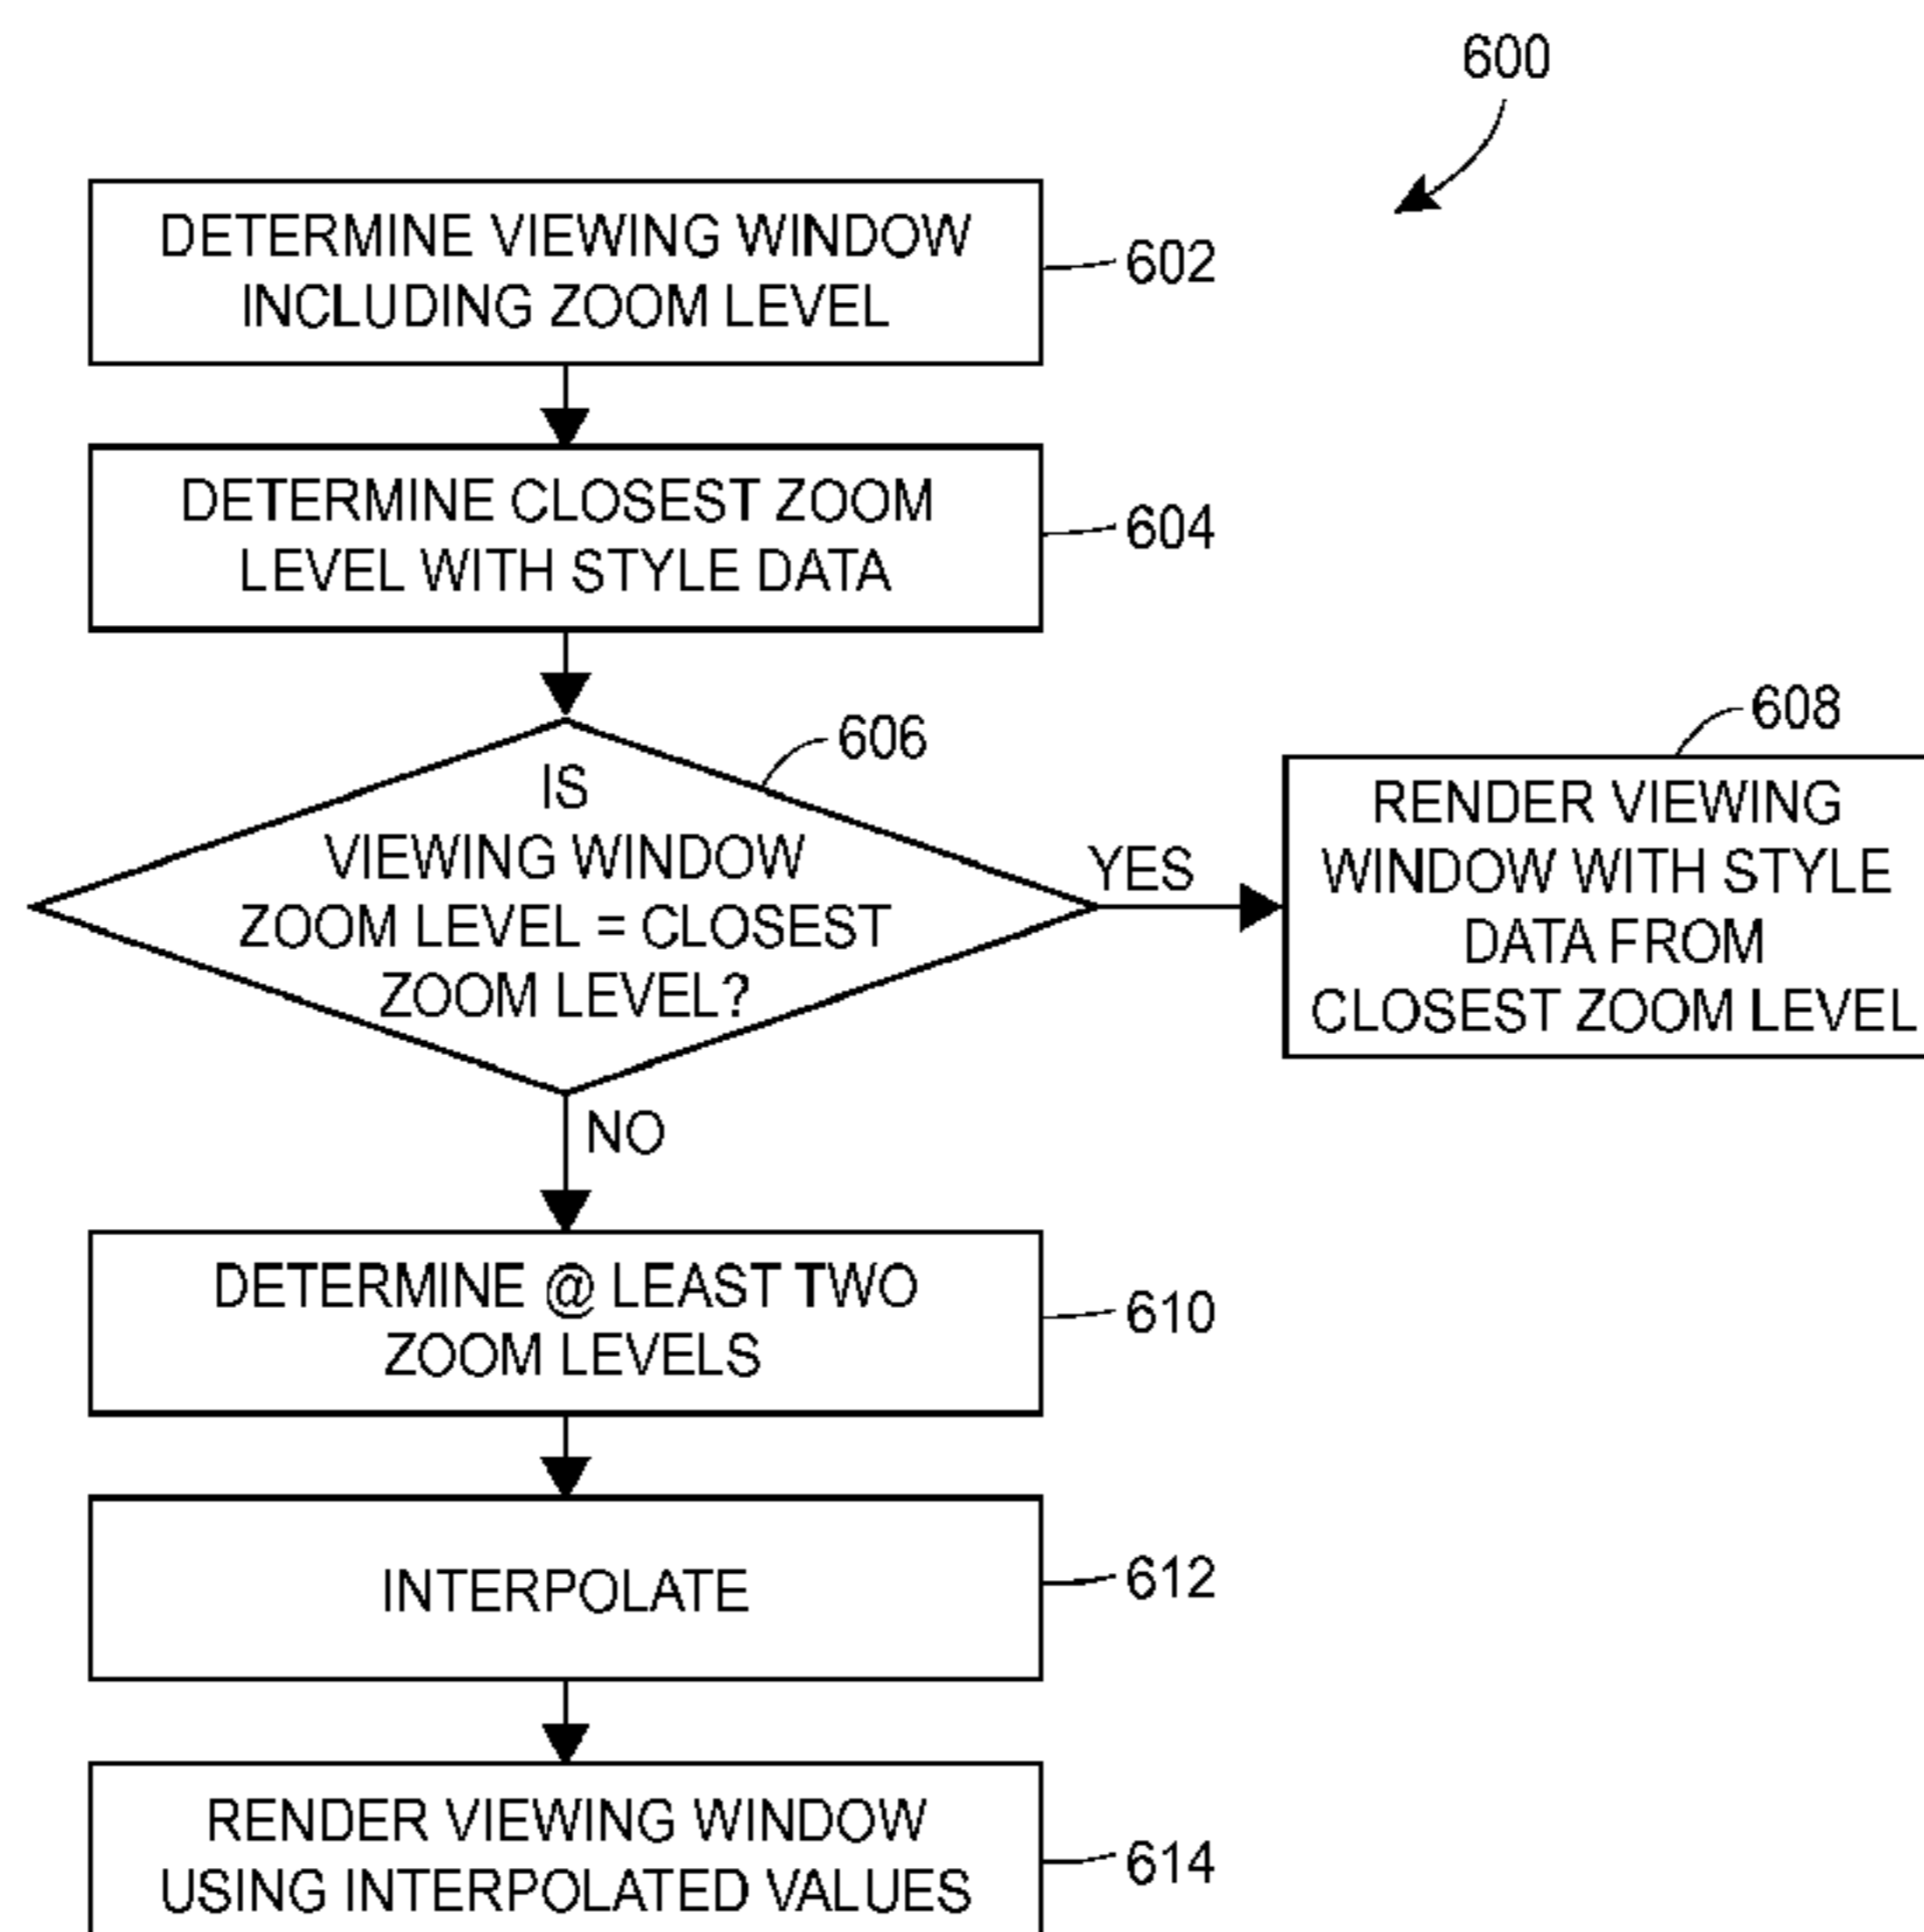 600
DETERMINE VIEWING WINDOW
INCLUDING ZOOM LEVEL
602
DETERMINE CLOSEST ZOOM
LEVEL WITH STYLE DATA
604
606
IS
VIEWING WINDOW
ZOOM LEVEL = CLOSEST
ZOOM LEVEL?
YES
608
RENDER VIEWING
WINDOW WITH STYLE
DATA FROM
CLOSEST ZOOM LEVEL
NO
DETERMINE @ LEAST TWO
ZOOM LEVELS
610
INTERPOLATE
612
RENDER VIEWING WINDOW
USING INTERPOLATED VALUES
614